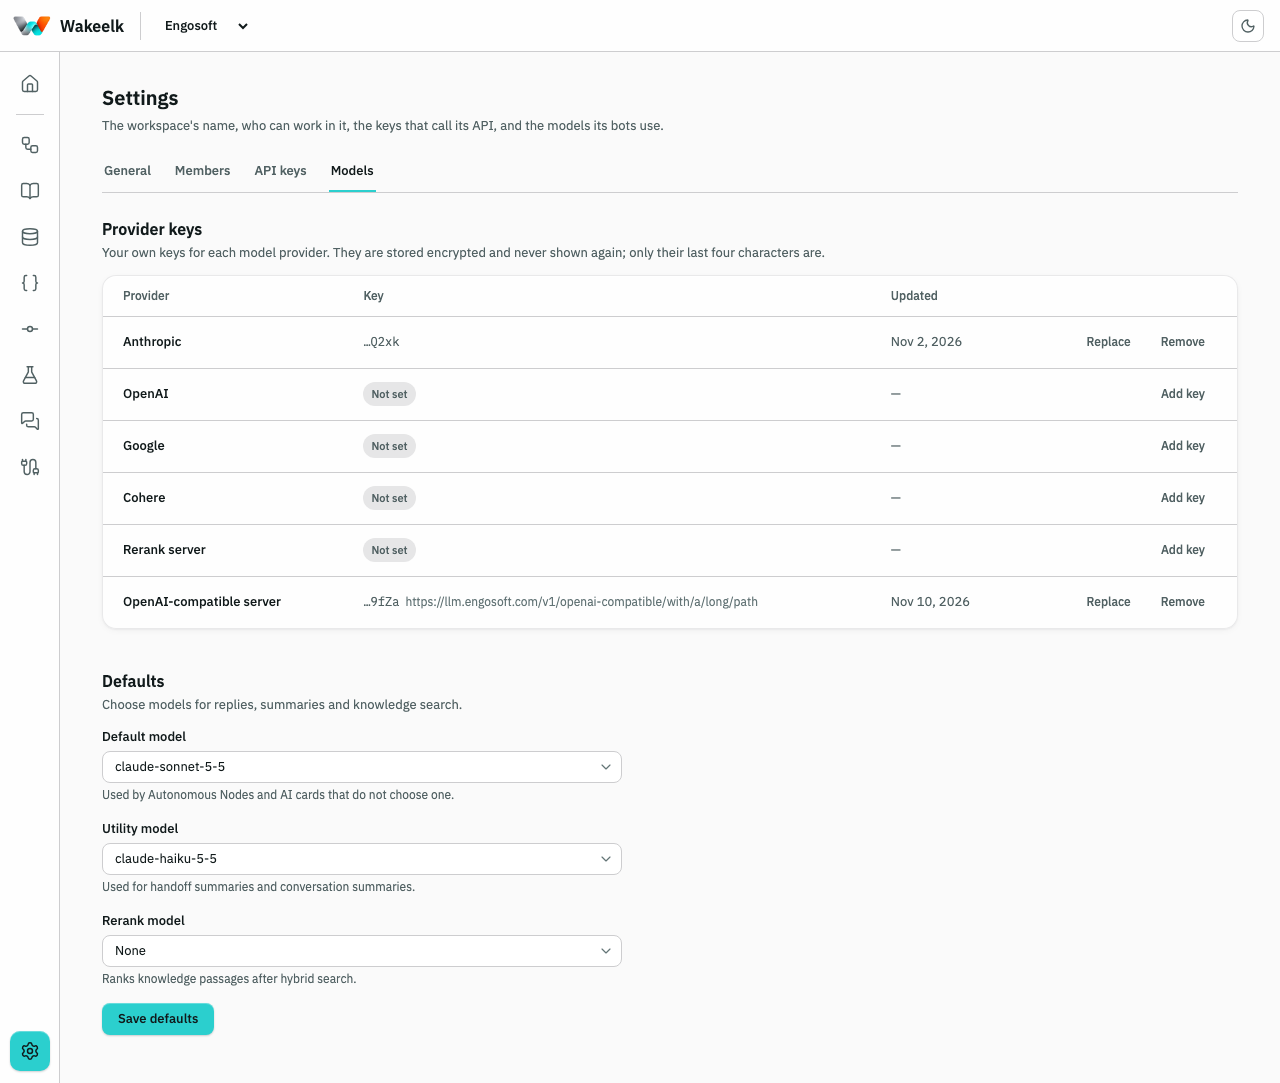 Wakeelk
Engosoft
Settings
The workspace's name, who can work in it, the keys that call its API, and the models its bots use.
General Members API keys Models
Provider keys
Your own keys for each model provider. They are stored encrypted and never shown again; only their last four characters are.
Provider Key Updated
Anthropic …Q2xk Nov 2, 2026 Replace Remove
OpenAI Not set — Add key
Google Not set — Add key
Cohere Not set — Add key
Rerank server Not set — Add key
OpenAI-compatible server …9fZa https://llm.engosoft.com/v1/openai-compatible/with/a/long/path Nov 10, 2026 Replace Remove
Defaults
Choose models for replies, summaries and knowledge search.
Default model
claude-sonnet-5-5
Used by Autonomous Nodes and AI cards that do not choose one.
Utility model
claude-haiku-5-5
Used for handoff summaries and conversation summaries.
Rerank model
None
Ranks knowledge passages after hybrid search.
Save defaults